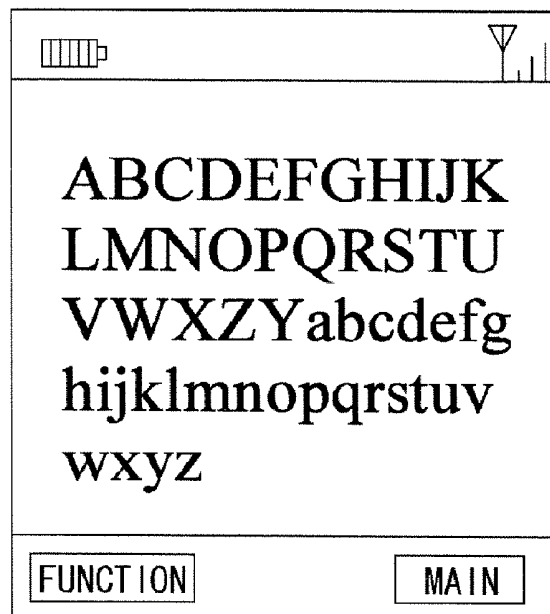 ABCDEFGHIJK
LMNOPQRSTU
VWXZYabcdefg
hijklmnopqrstuv
wxyz
FUNCTION
MAIN